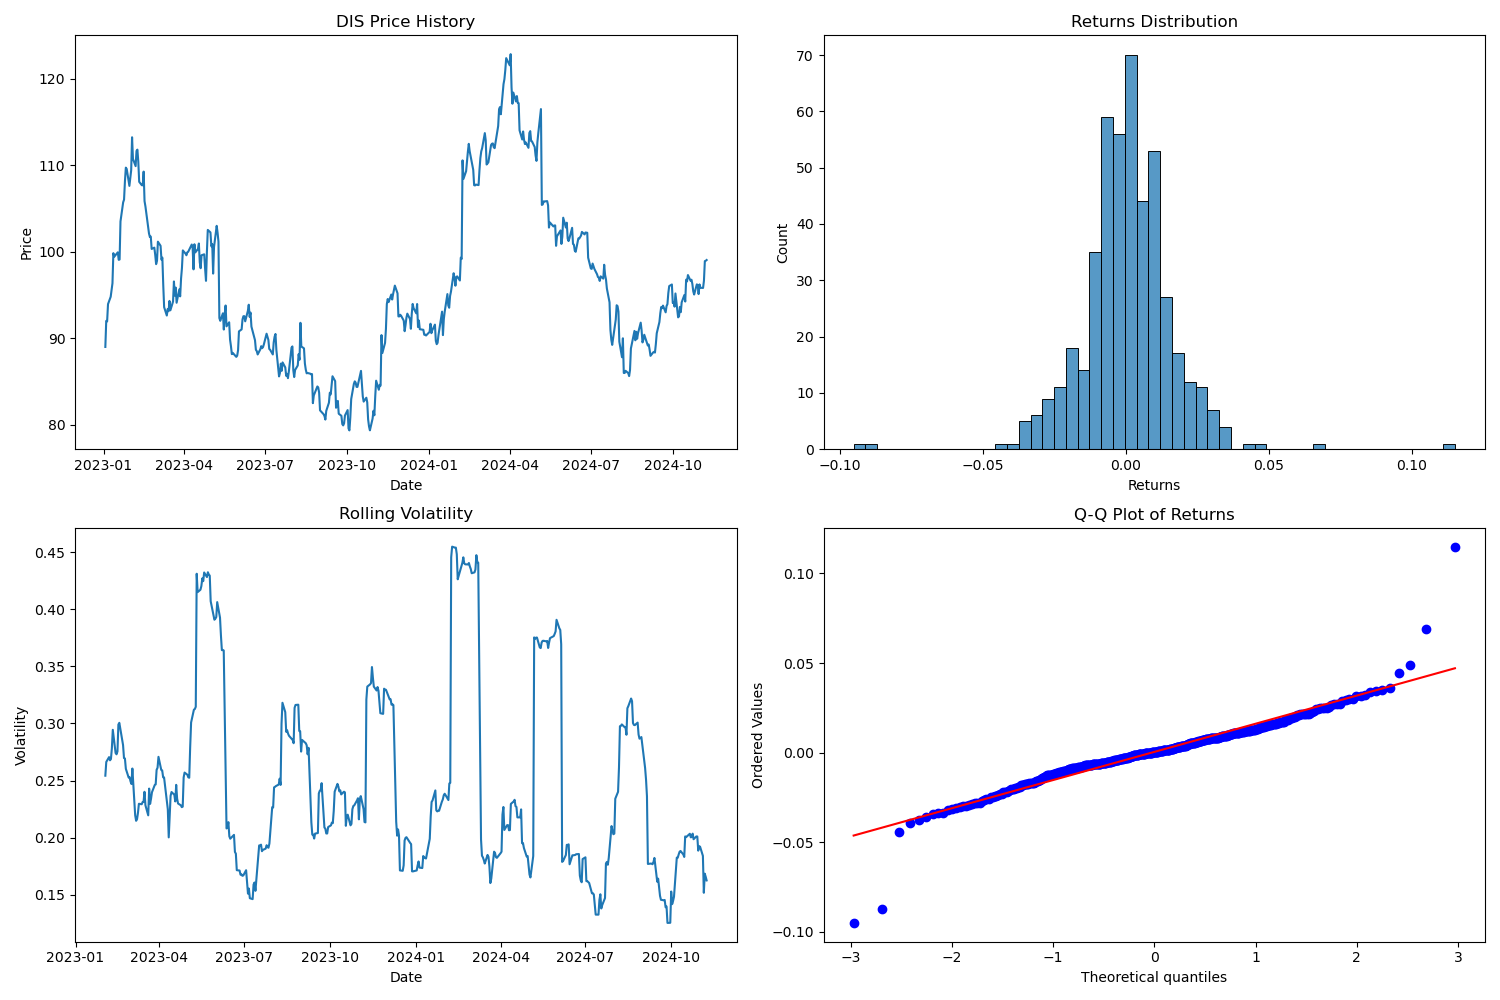 DIS Price History
120
110
100
90
80
Price
2023-01 2023-04 2023-07 2023-10 2024-01 2024-04 2024-07 2024-10
Date
Returns Distribution
70
60
50
40
30
20
10
0
Count
−0.10 −0.05 0.00 0.05 0.10
Returns
Rolling Volatility
0.45
0.40
0.35
0.30
0.25
0.20
0.15
Volatility
2023-01 2023-04 2023-07 2023-10 2024-01 2024-04 2024-07 2024-10
Date
Q-Q Plot of Returns
0.10
0.05
0.00
−0.05
−0.10
Ordered Values
−3 −2 −1 0 1 2 3
Theoretical quantiles